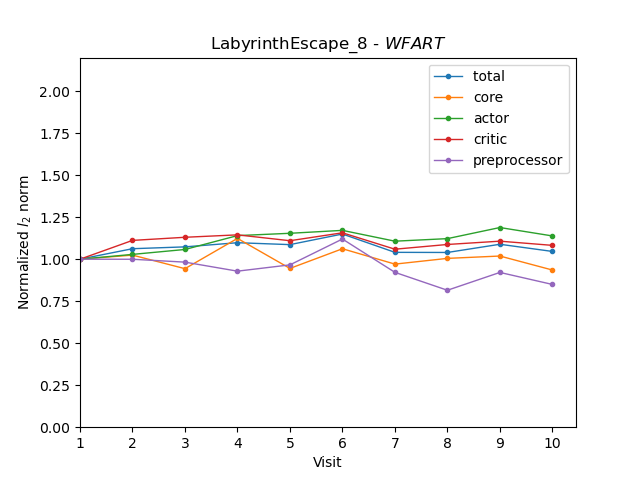 LabyrinthEscape_8 - WFART
Normalized l₂ norm
2.00
1.75
1.50
1.25
1.00
0.75
0.50
0.25
0.00
total
core
actor
critic
preprocessor
1 2 3 4 5 6 7 8 9 10
Visit